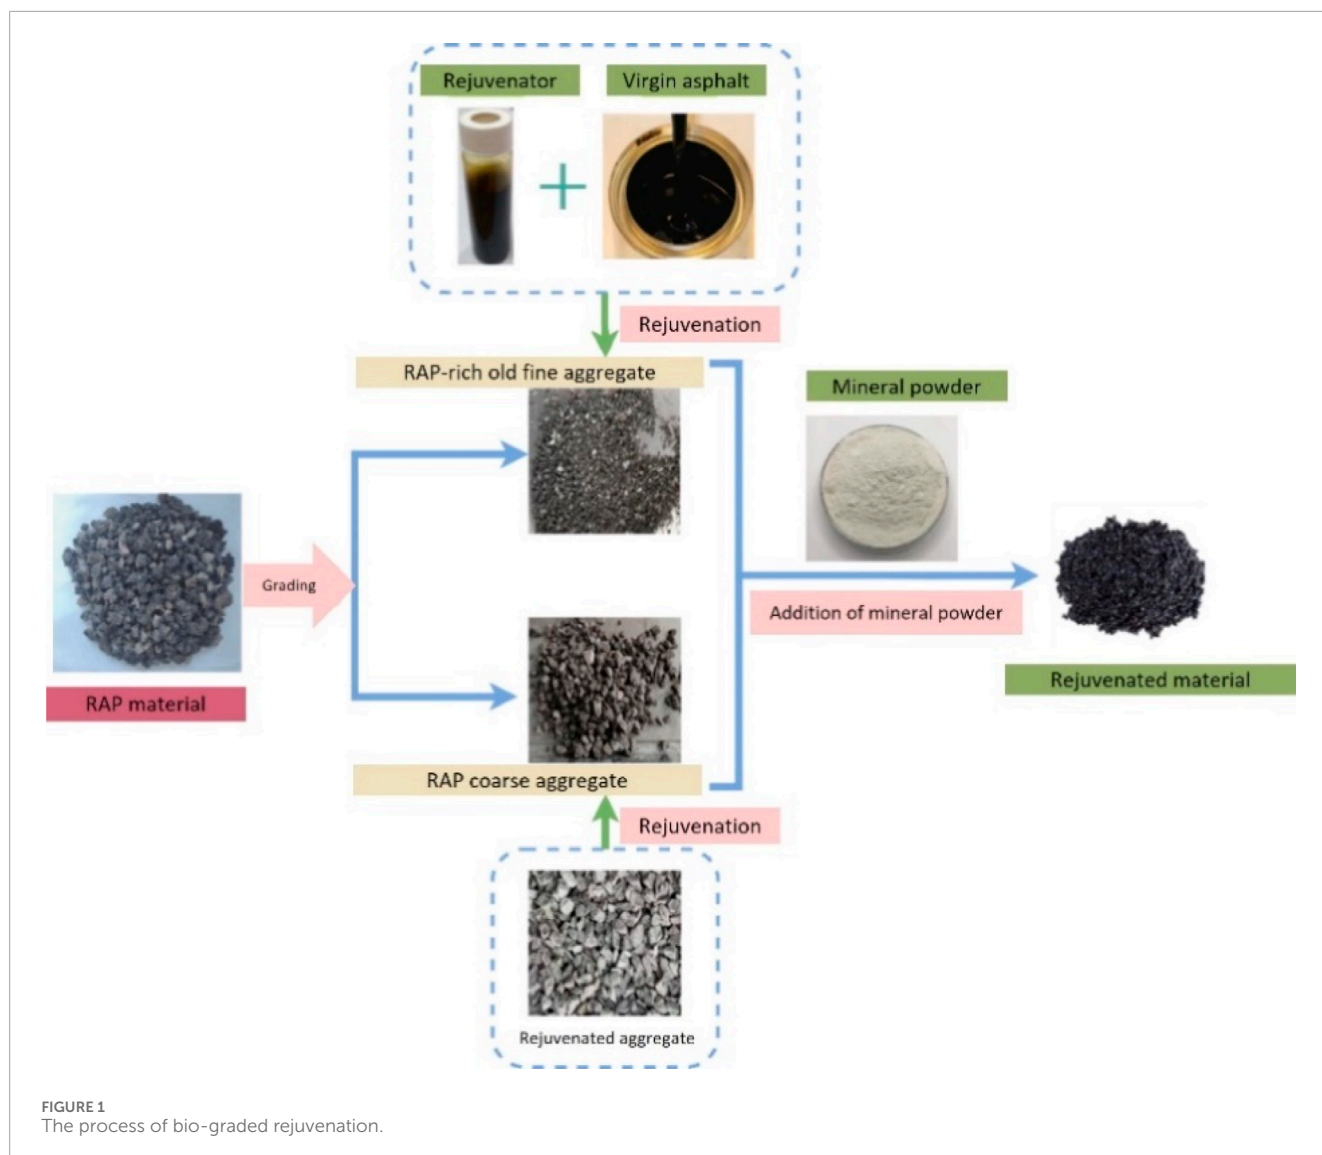 Rejuvenator
Virgin asphalt
Rejuvenation
RAP-rich old fine aggregate
Mineral powder
Grading
Addition of mineral powder
RAP material
Rejuvenated material
RAP coarse aggregate
Rejuvenation
Rejuvenated aggregate
FIGURE 1
The process of bio-graded rejuvenation.